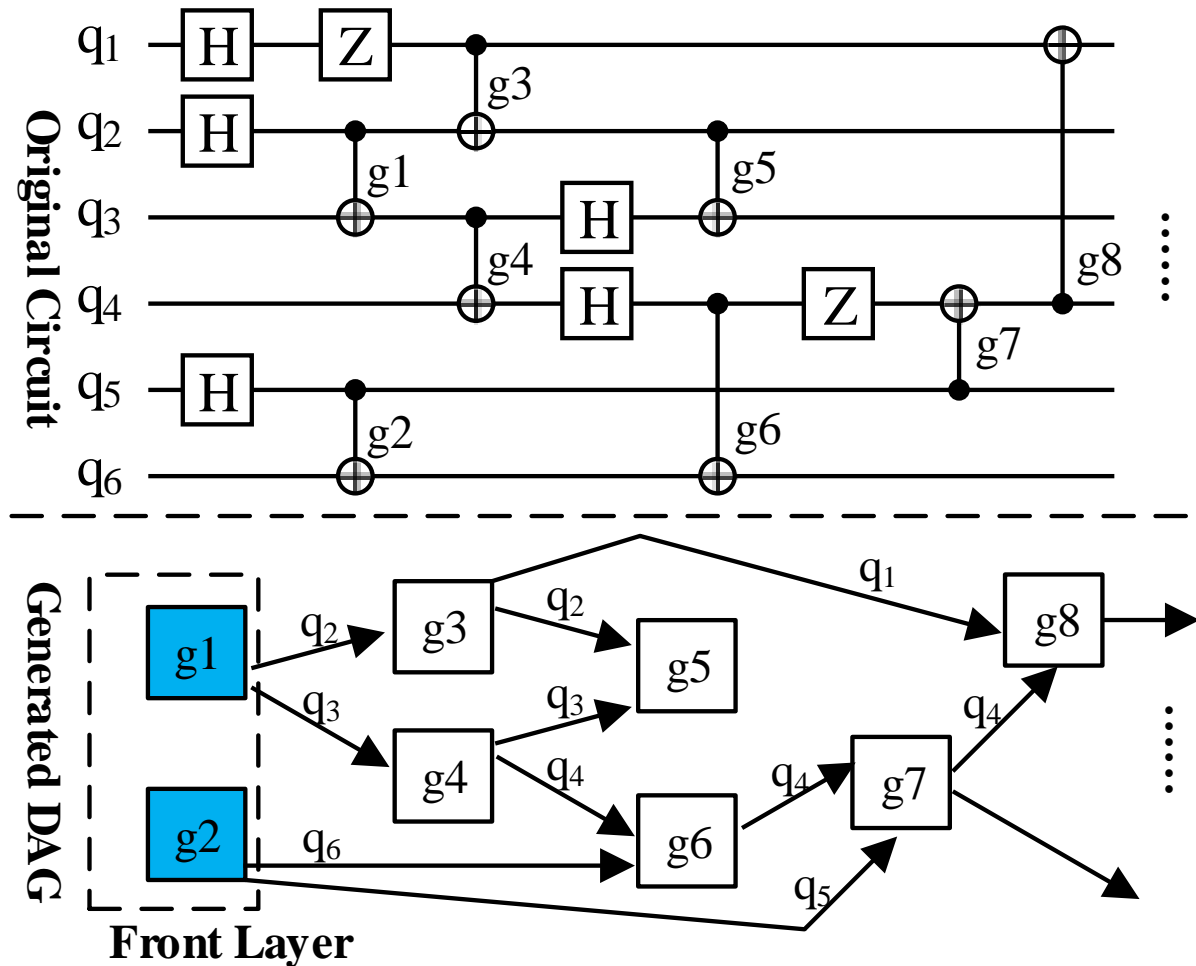 Original Circuit
q1 H Z g3
q2 H g1 g5
q3 H g4 g8
q4 H Z g7
q5 H g2 g6
q6
Generated DAG
g1 q2 g3 q2 g5 q1 g8
q3 g4 q3 q4
g2 q6 q4 g6 q4 g7
q5
Front Layer
......
......